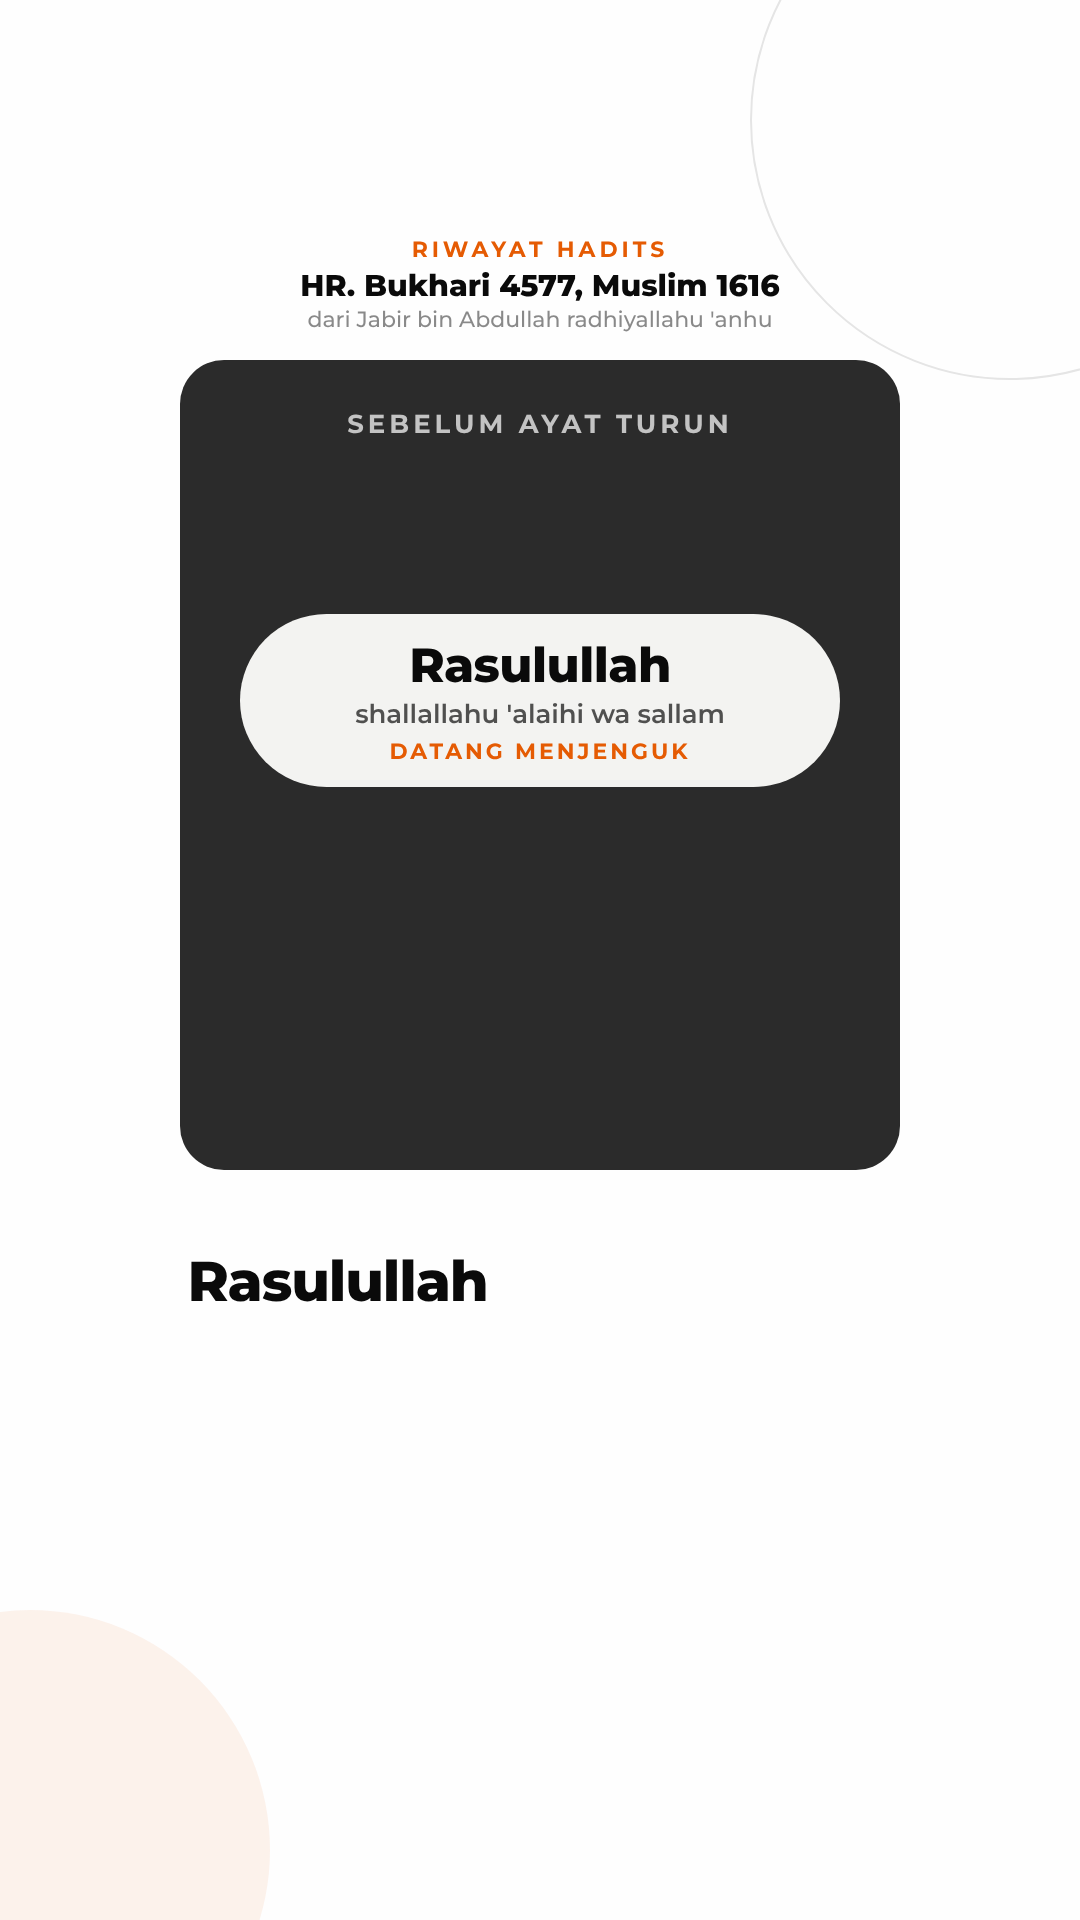 RIWAYAT HADITS
HR. Bukhari 4577, Muslim 1616
dari Jabir bin Abdullah radhiyallahu 'anhu
SEBELUM AYAT TURUN
Rasulullah
shallallahu 'alaihi wa sallam
DATANG MENJENGUK
Rasulullah